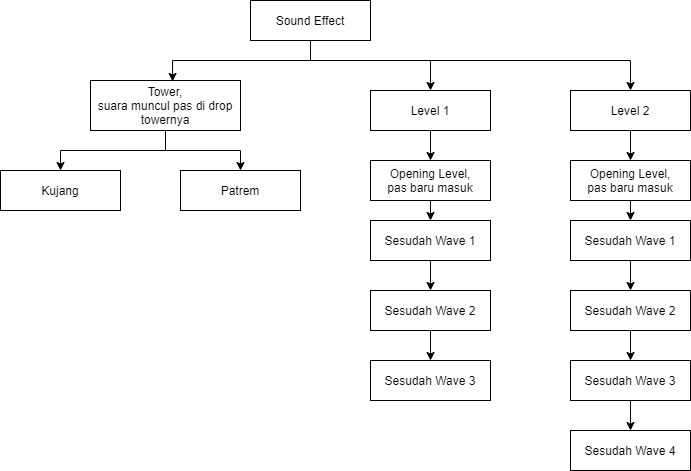 Sound Effect
Tower,
suara muncul pas di drop
towernya
Level 1
Level 2
Kujang
Patrem
Opening Level,
pas baru masuk
Opening Level,
pas baru masuk
Sesudah Wave 1
Sesudah Wave 1
Sesudah Wave 2
Sesudah Wave 2
Sesudah Wave 3
Sesudah Wave 3
Sesudah Wave 4